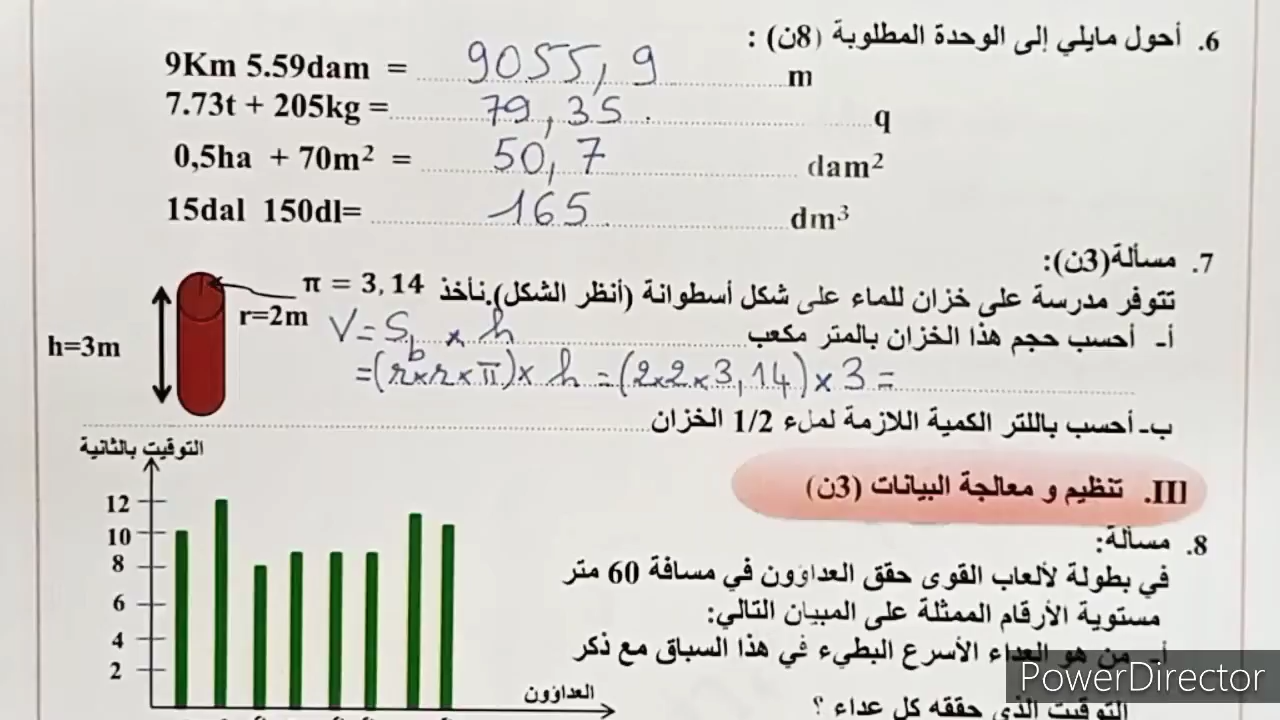 6. أحول مايلي إلى الوحدة المطلوبة (8ن) :
9Km 5.59dam = 9055,9 m
7.73t + 205kg = 79,35 q
0,5ha + 70m² = 50,7 dam²
15dal 150dl= 165 dm³
7. مسألة(3ن):
تتوفر مدرسة على خزان للماء على شكل أسطوانة (أنظر الشكل).نأخذ π = 3, 14
r=2m
h=3m
أ- أحسب حجم هذا الخزان بالمتر مكعب V = Sb × h
=(r×r×π)× h =(2×2×3,14)×3 =
ب- أحسب باللتر الكمية اللازمة لملء 1/2 الخزان
III. تنظيم و معالجة البيانات (3ن)
8. مسألة:
في بطولة لألعاب القوى حقق العداؤون في مسافة 60 متر
مستوية الأرقام الممثلة على المبيان التالي:
أ- من هو العداء الأسرع البطيء في هذا السباق مع ذكر
التوقيت الذي حققه كل عداء ؟
التوقيت بالثانية
12
10
8
6
4
2
العداؤون
PowerDirector